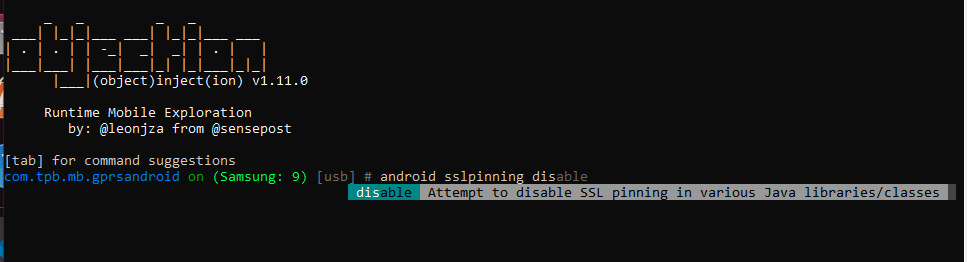 |___|(object)inject(ion) v1.11.0
Runtime Mobile Exploration
by: @leonjza from @sensepost
[tab] for command suggestions
com.tpb.mb.gprsandroid on (Samsung: 9) [usb] # android sslpinning disable
disable Attempt to disable SSL pinning in various Java libraries/classes